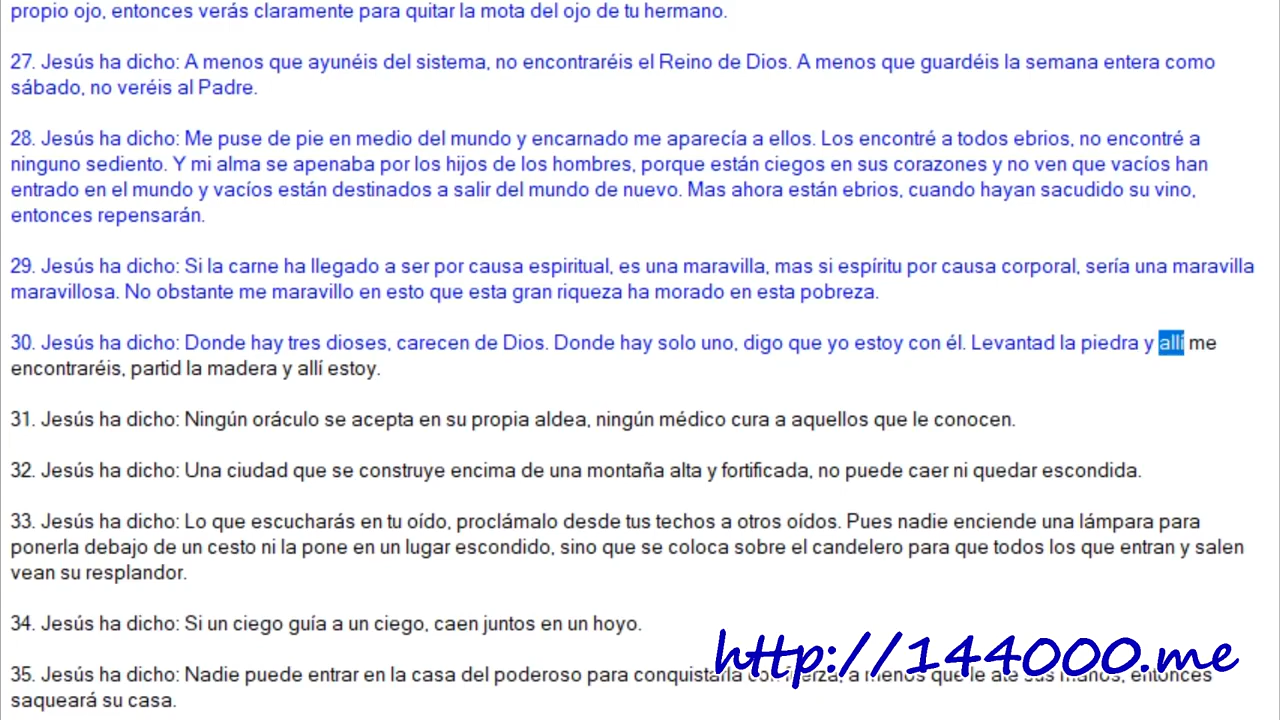 propio ojo, entonces verás claramente para quitar la mota del ojo de tu hermano.
27. Jesús ha dicho: A menos que ayunéis del sistema, no encontraréis el Reino de Dios. A menos que guardéis la semana entera como
sábado, no veréis al Padre.
28. Jesús ha dicho: Me puse de pie en medio del mundo y encarnado me aparecía a ellos. Los encontré a todos ebrios, no encontré a
ninguno sediento. Y mi alma se apenaba por los hijos de los hombres, porque están ciegos en sus corazones y no ven que vacíos han
entrado en el mundo y vacíos están destinados a salir del mundo de nuevo. Mas ahora están ebrios, cuando hayan sacudido su vino,
entonces repensarán.
29. Jesús ha dicho: Si la carne ha llegado a ser por causa espiritual, es una maravilla, mas si espíritu por causa corporal, sería una maravilla
maravillosa. No obstante me maravillo en esto que esta gran riqueza ha morado en esta pobreza.
30. Jesús ha dicho: Donde hay tres dioses, carecen de Dios. Donde hay solo uno, digo que yo estoy con él. Levantad la piedra y allí me
encontraréis, partid la madera y allí estoy.
31. Jesús ha dicho: Ningún oráculo se acepta en su propia aldea, ningún médico cura a aquellos que le conocen.
32. Jesús ha dicho: Una ciudad que se construye encima de una montaña alta y fortificada, no puede caer ni quedar escondida.
33. Jesús ha dicho: Lo que escucharás en tu oído, proclámalo desde tus techos a otros oídos. Pues nadie enciende una lámpara para
ponerla debajo de un cesto ni la pone en un lugar escondido, sino que se coloca sobre el candelero para que todos los que entran y salen
vean su resplandor.
34. Jesús ha dicho: Si un ciego guía a un ciego, caen juntos en un hoyo.
35. Jesús ha dicho: Nadie puede entrar en la casa del poderoso para conquistarla con fuerza, a menos que le ate sus manos, entonces
saqueará su casa.
http://144000.me